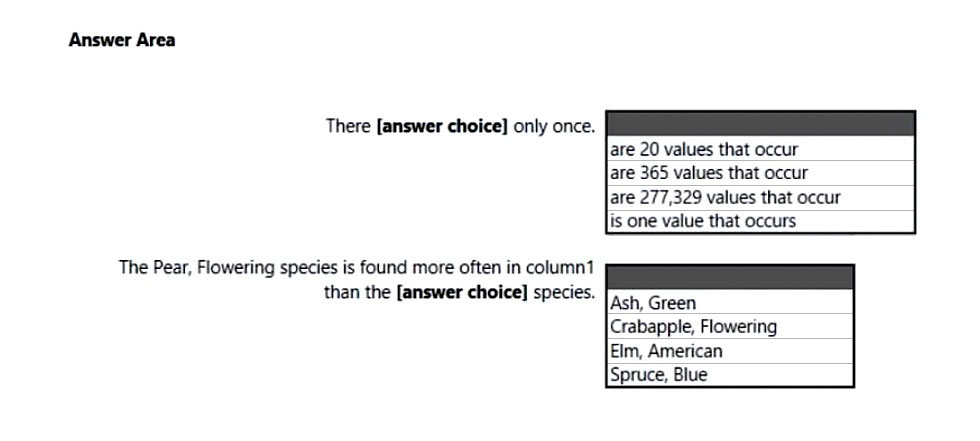 Answer Area
There [answer choice] only once.
are 20 values that occur
are 365 values that occur
are 277,329 values that occur
is one value that occurs
The Pear, Flowering species is found more often in column1
than the [answer choice] species.
Ash, Green
Crabapple, Flowering
Elm, American
Spruce, Blue